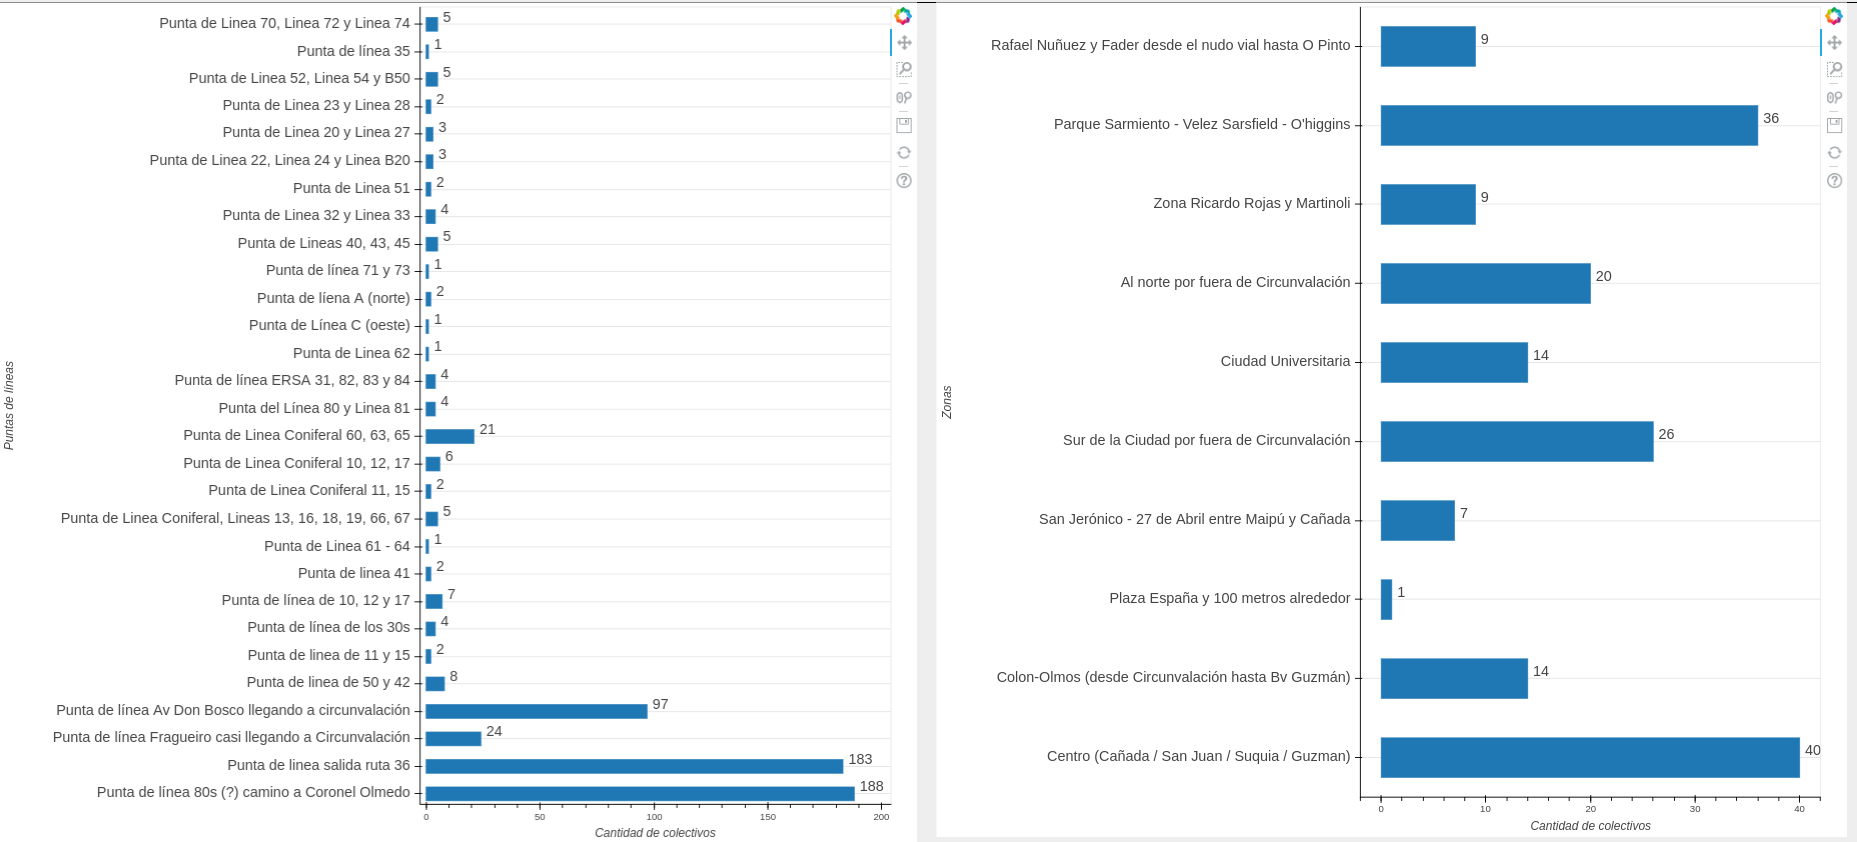 Punta de Linea 70, Linea 72 y Linea 74 5
Punta de línea 35 1
Punta de Linea 52, Linea 54 y B50 5
Punta de Linea 23 y Linea 28 2
Punta de Linea 20 y Linea 27 3
Punta de Linea 22, Linea 24 y Linea B20 3
Punta de Linea 51 2
Punta de Linea 32 y Linea 33 4
Punta de Lineas 40, 43, 45 5
Punta de línea 71 y 73 1
Punta de líena A (norte) 2
Punta de Línea C (oeste) 1
Punta de Linea 62 1
Punta de línea ERSA 31, 82, 83 y 84 4
Punta del Línea 80 y Linea 81 4
Punta de Linea Coniferal 60, 63, 65 21
Punta de Linea Coniferal 10, 12, 17 6
Punta de Linea Coniferal 11, 15 2
Punta de Linea Coniferal, Lineas 13, 16, 18, 19, 66, 67 5
Punta de Linea 61 - 64 1
Punta de linea 41 2
Punta de línea de 10, 12 y 17 7
Punta de línea de los 30s 4
Punta de linea de 11 y 15 2
Punta de linea de 50 y 42 8
Punta de línea Av Don Bosco llegando a circunvalación 97
Punta de línea Fragueiro casi llegando a Circunvalación 24
Punta de linea salida ruta 36 183
Punta de línea 80s (?) camino a Coronel Olmedo 188
0 50 100 150 200
Cantidad de colectivos
Puntas de líneas
Rafael Nuñuez y Fader desde el nudo vial hasta O Pinto 9
Parque Sarmiento - Velez Sarsfield - O'higgins 36
Zona Ricardo Rojas y Martinoli 9
Al norte por fuera de Circunvalación 20
Ciudad Universitaria 14
Sur de la Ciudad por fuera de Circunvalación 26
San Jerónico - 27 de Abril entre Maipú y Cañada 7
Plaza España y 100 metros alrededor 1
Colon-Olmos (desde Circunvalación hasta Bv Guzmán) 14
Centro (Cañada / San Juan / Suquia / Guzman) 40
0 10 20 30 40
Cantidad de colectivos
Zonas